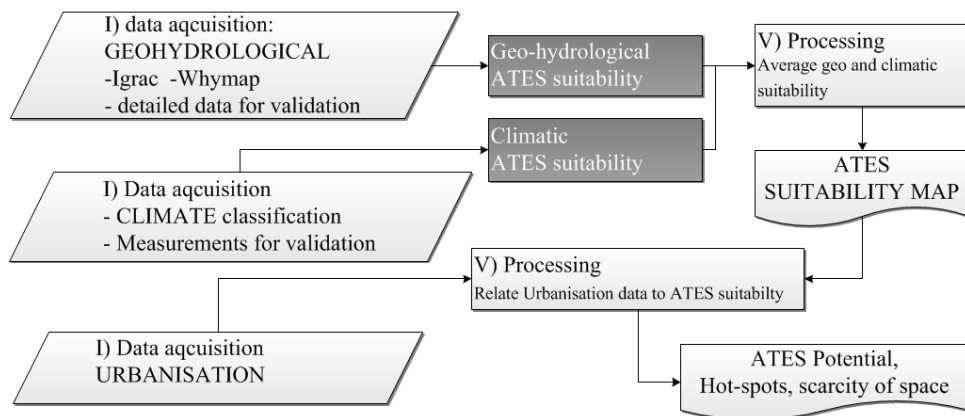 I) data aqcuisition:
GEOHYDROLOGICAL
-Igrac -Whymap
- detailed data for validation
Geo-hydrological
ATES suitability
V) Processing
Average geo and climatic
suitability
Climatic
ATES suitability
I) Data aqcuisition
- CLIMATE classification
- Measurements for validation
ATES
SUITABILITY MAP
V) Processing
Relate Urbanisation data to ATES suitabilty
I) Data aqcuisition
URBANISATION
ATES Potential,
Hot-spots, scarcity of space